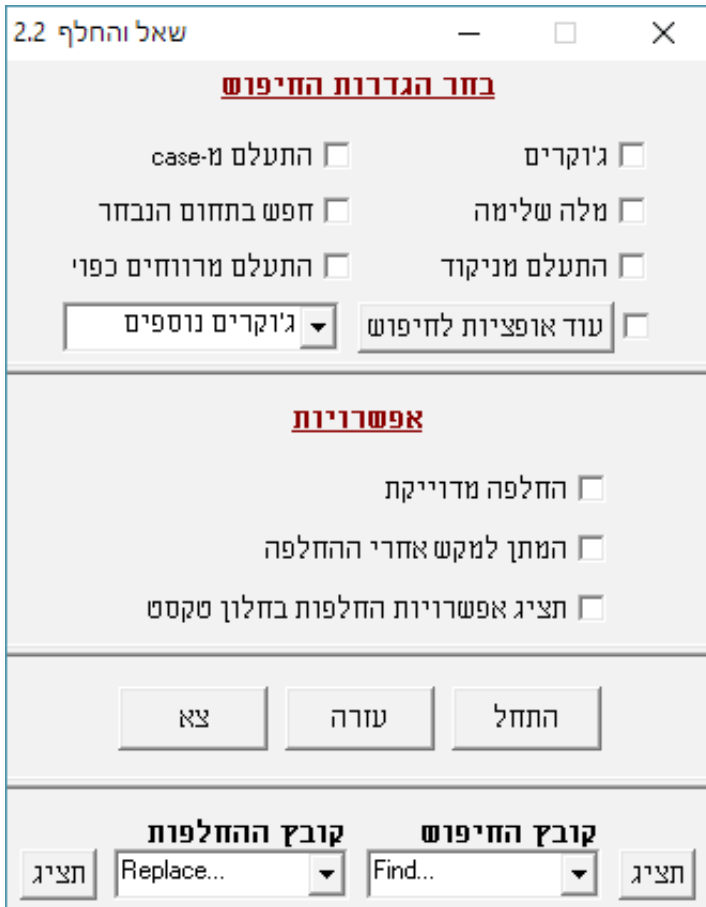 שאל והחלף 2.2
בחר הגדרות החיפוש
ג'וקרים התעלם מ-case
מלה שלימה חפש בתחום הנבחר
התעלם מניקוד התעלם מרווחים כפוי
עוד אופציות לחיפוש ג'וקרים נוספים
אפשרויות
החלפה מדוייקת
המתן למקש אחרי ההחלפה
תציג אפשרויות החלפות בחלון טקסט
התחל עזרה צא
קובץ החיפוש קובץ ההחלפות
תציג Find... Replace... תציג